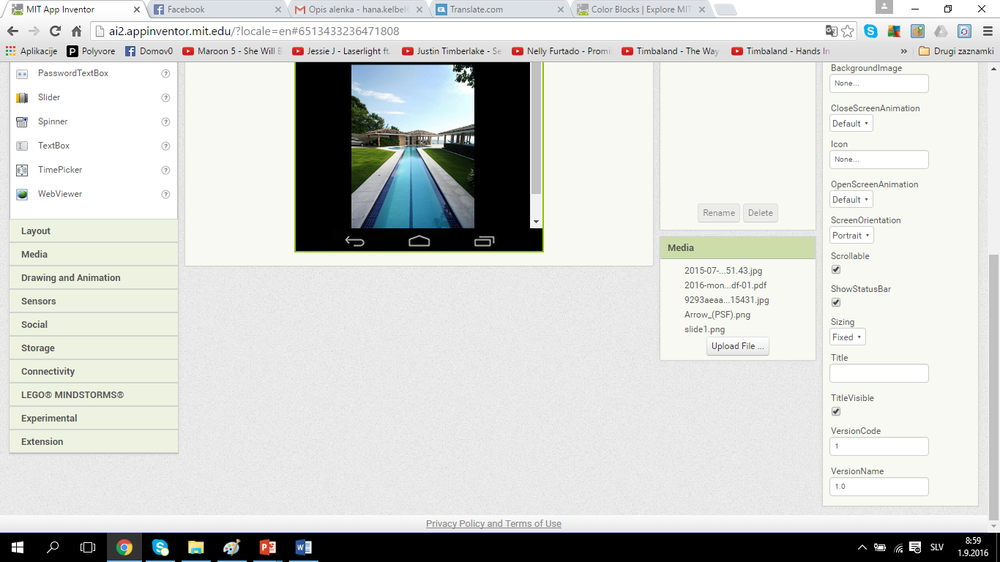 MIT App Inventor
Facebook
Opis alenka - hana.kelbel@
Translate.com
Color Blocks | Explore MIT
ai2.appinventor.mit.edu/?locale=en#6513433236471808
Aplikacije
Polyvore
Domov0
Maroon 5 - She Will B
Jessie J - Laserlight ft.
Justin Timberlake - Se
Nelly Furtado - Promis
Timbaland - The Way
Timbaland - Hands In
»
Drugi zaznamki
PasswordTextBox ?
Slider ?
Spinner ?
TextBox ?
TimePicker ?
WebViewer ?
Layout
Media
Drawing and Animation
Sensors
Social
Storage
Connectivity
LEGO® MINDSTORMS®
Experimental
Extension
Rename Delete
Media
2015-07-...51.43.jpg
2016-mon...df-01.pdf
9293aeaa...15431.jpg
Arrow_(PSF).png
slide1.png
Upload File ...
BackgroundImage
None...
CloseScreenAnimation
Default
Icon
None...
OpenScreenAnimation
Default
ScreenOrientation
Portrait
Scrollable
ShowStatusBar
Sizing
Fixed
Title
TitleVisible
VersionCode
1
VersionName
1.0
Privacy Policy and Terms of Use
SLV
8:59
1.9.2016